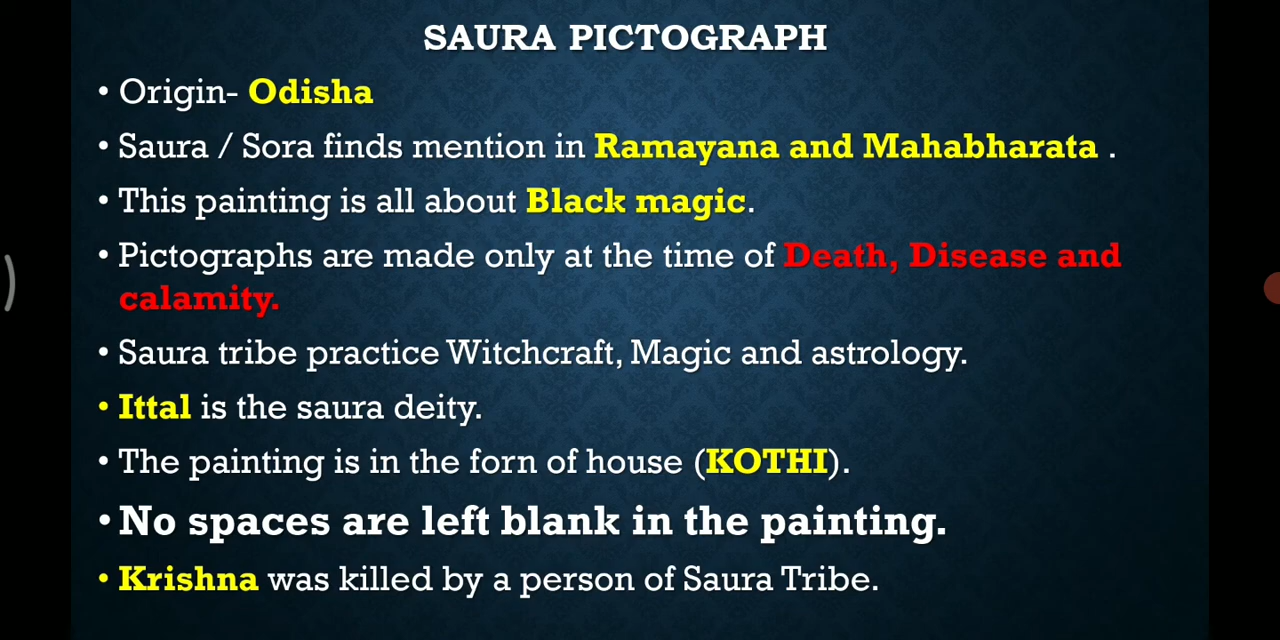 SAURA PICTOGRAPH
• Origin- Odisha
• Saura / Sora finds mention in Ramayana and Mahabharata .
• This painting is all about Black magic.
• Pictographs are made only at the time of Death, Disease and
calamity.
• Saura tribe practice Witchcraft, Magic and astrology.
• Ittal is the saura deity.
• The painting is in the forn of house (KOTHI).
• No spaces are left blank in the painting.
• Krishna was killed by a person of Saura Tribe.